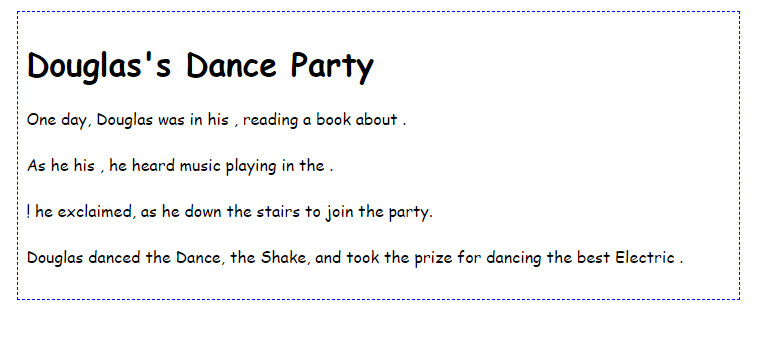 Douglas's Dance Party
One day, Douglas was in his , reading a book about .
As he his , he heard music playing in the .
! he exclaimed, as he down the stairs to join the party.
Douglas danced the Dance, the Shake, and took the prize for dancing the best Electric .